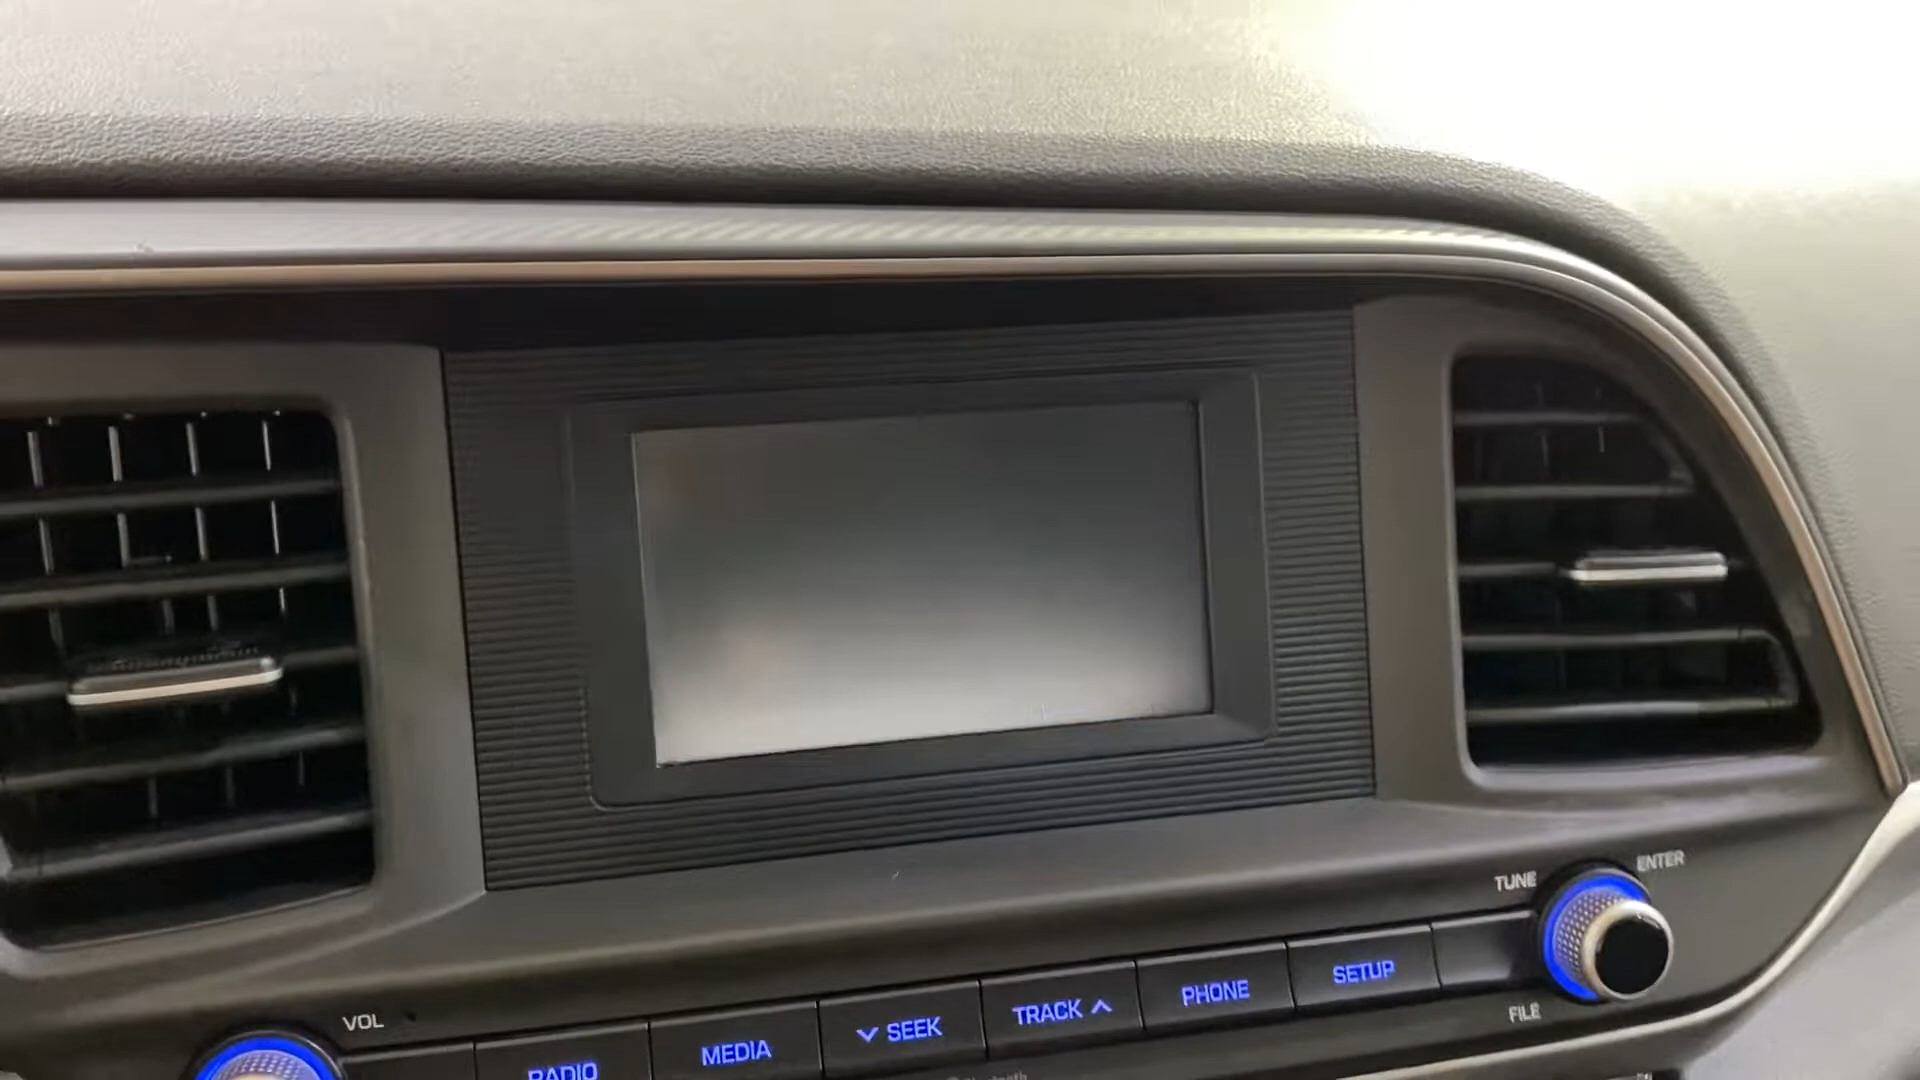 ENTER
TUNE
FILE
VOL
RADIO
MEDIA
SEEK
TRACK
PHONE
SETUP